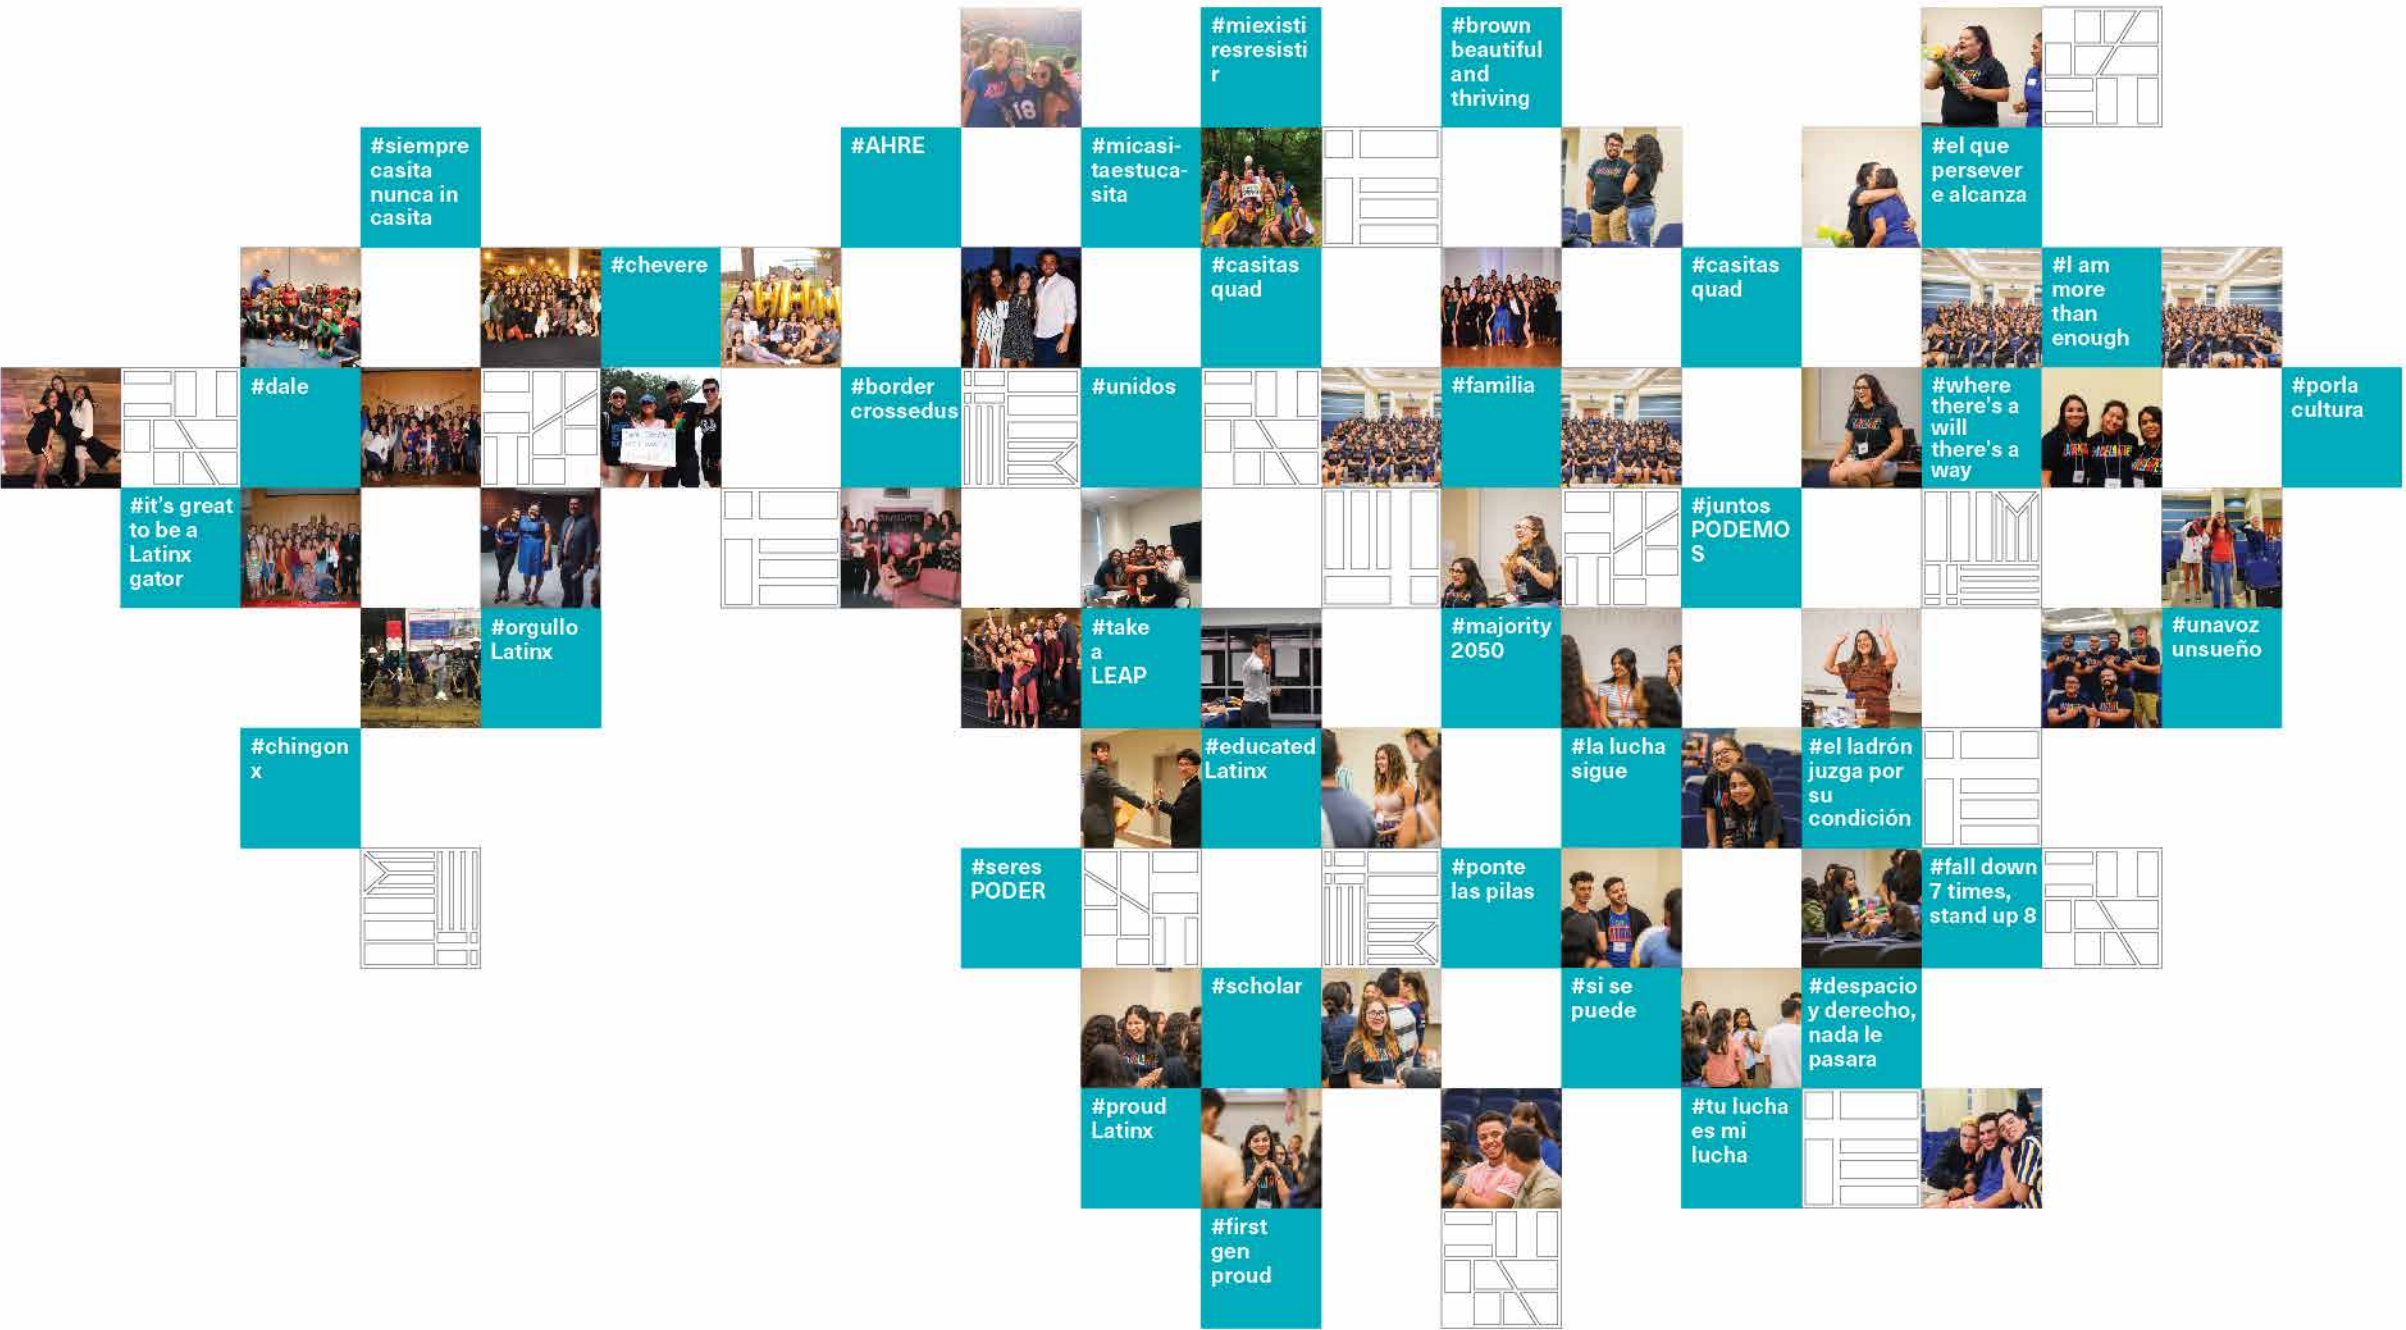 #miexisti
resresisti
r
#brown
beautiful
and
thriving
#siempre
casita
nunca in
casita
#AHRE
#micasi-
taestuca-
sita
#el que
persever
e alcanza
#chevere
#casitas
quad
#casitas
quad
#I am
more
than
enough
#dale
#border
crossedus
#unidos
#familia
#where
there's a
will
there's a
way
#porla
cultura
#it's great
to be a
Latinx
gator
#juntos
PODEMO
S
#orgullo
Latinx
#take
a
LEAP
#majority
2050
#unavoz
unsueño
#chingon
x
#educated
Latinx
#la lucha
sigue
#el ladrón
juzga por
su
condición
#seres
PODER
#ponte
las pilas
#fall down
7 times,
stand up 8
#scholar
#si se
puede
#despacio
y derecho,
nada le
pasara
#proud
Latinx
#tu lucha
es mi
lucha
#first
gen
proud
18